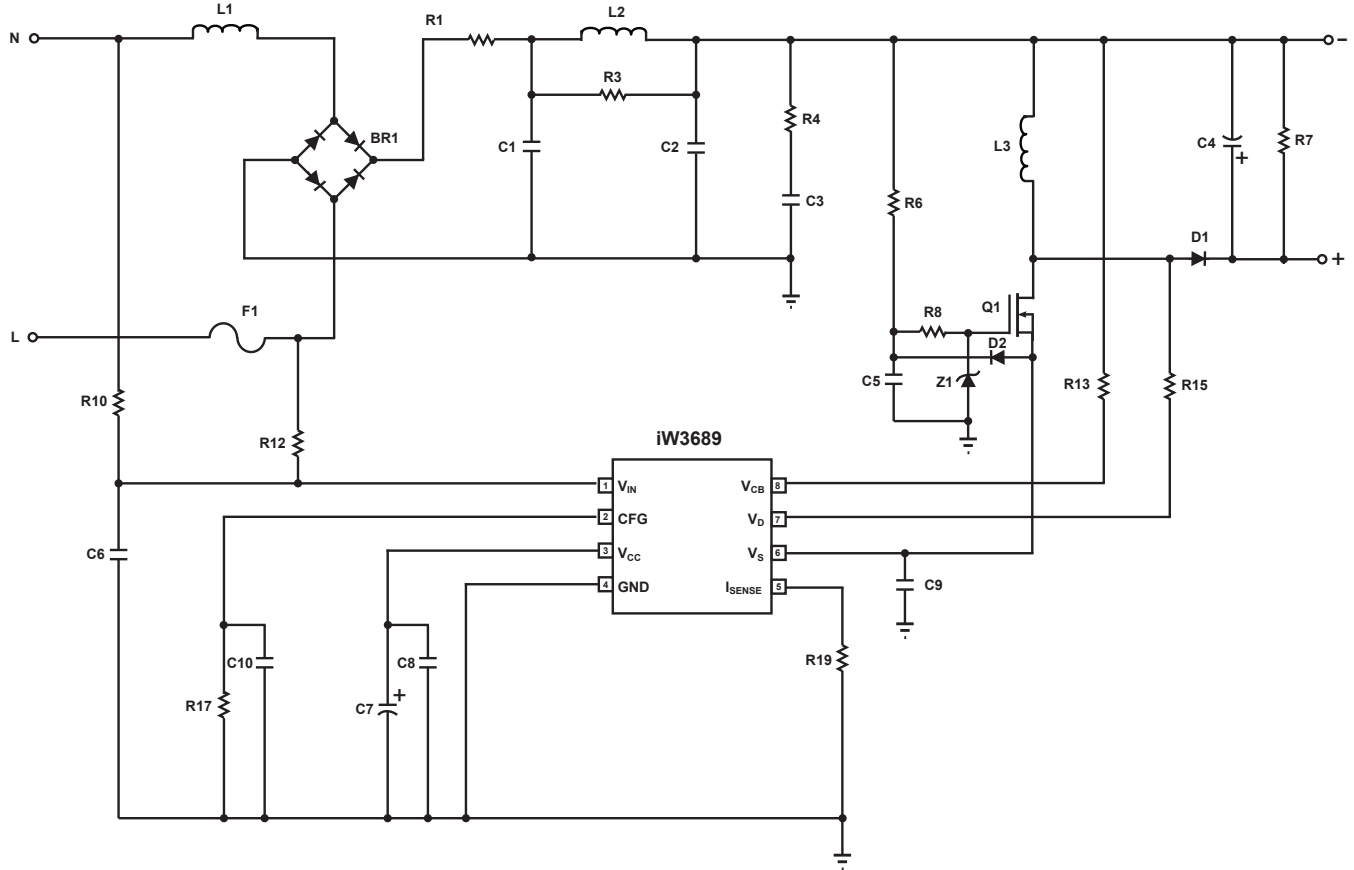 L1
N
R1
L2
−
R3
BR1
C1
C2
R4
C3
R6
L3
C4
+
R7
D1
+
F1
L
Q1
R8
D2
C5
Z1
R13
R15
R10
R12
iW3689
1 VIN
VCB 8
2 CFG
VD 7
3 VCC
VS 6
4 GND
ISENSE 5
C6
C9
C10
R17
C8
C7
+
R19